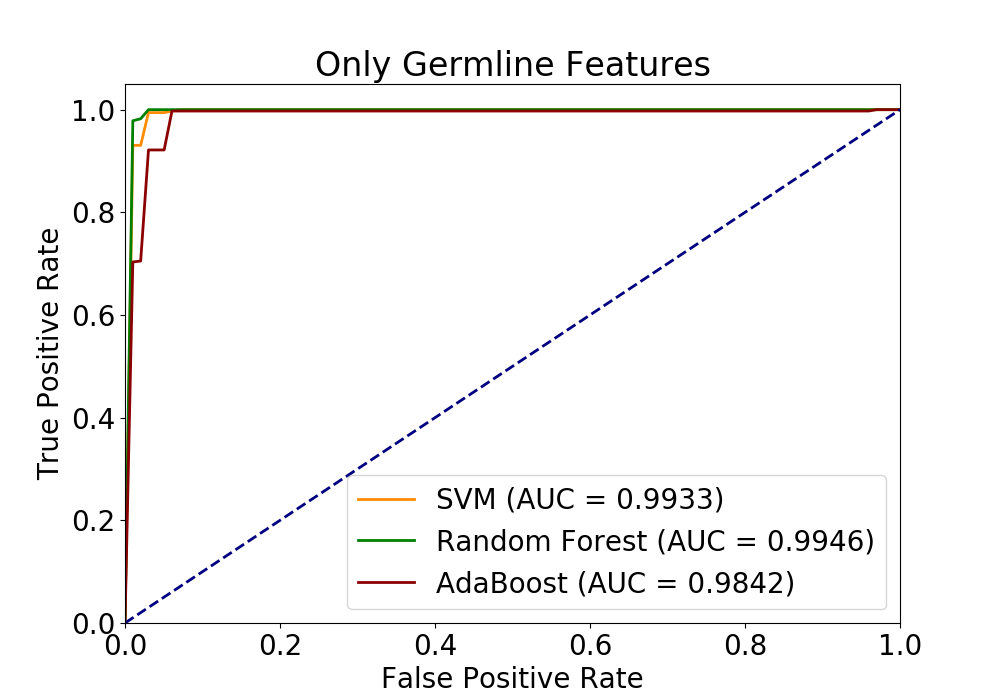 Only Germline Features
True Positive Rate
1.0
0.8
0.6
0.4
0.2
0.0
SVM (AUC = 0.9933)
Random Forest (AUC = 0.9946)
AdaBoost (AUC = 0.9842)
0.0 0.2 0.4 0.6 0.8 1.0
False Positive Rate